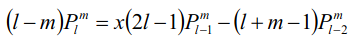 (l − m)P_l^m = x(2l − 1)P_{l−1}^m − (l + m − 1)P_{l−2}^m